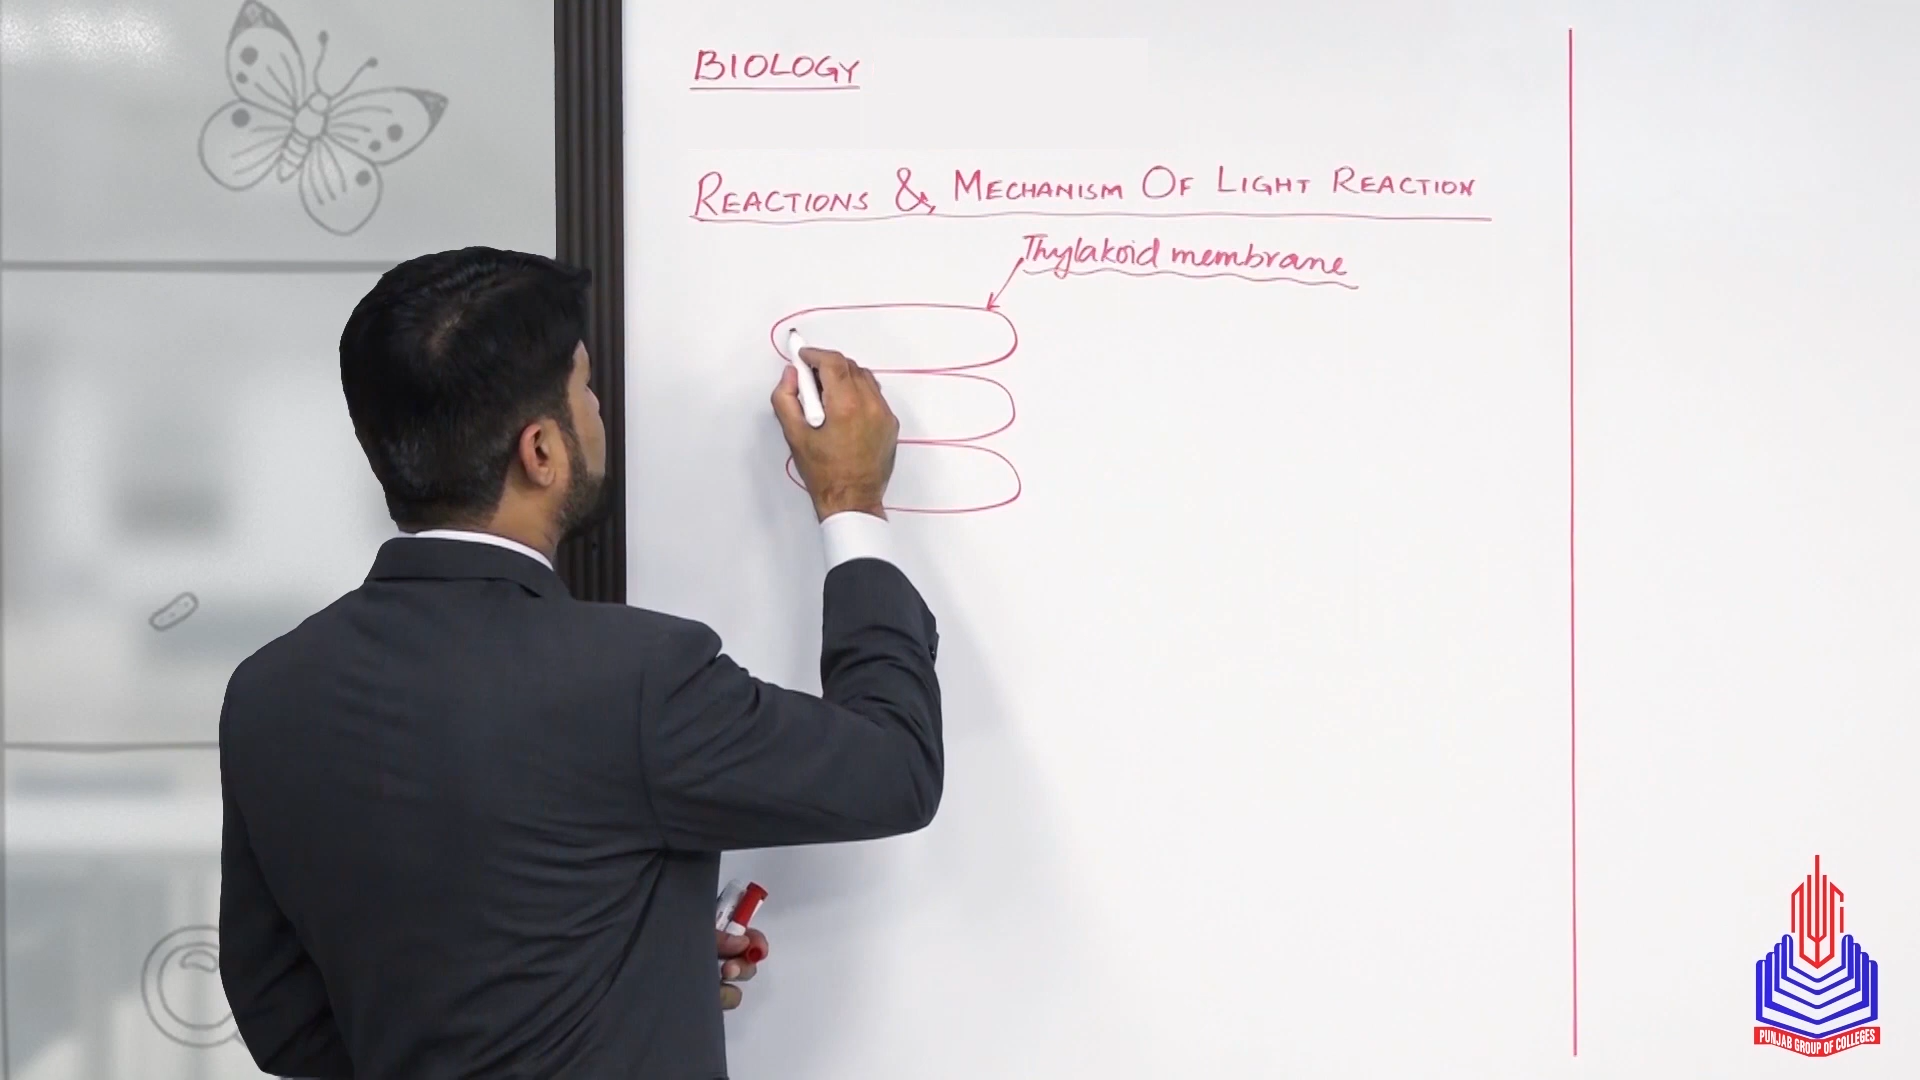 BIOLOGY
REACTIONS & MECHANISM OF LIGHT REACTION
Thylakoid membrane
PUNJAB GROUP OF COLLEGES